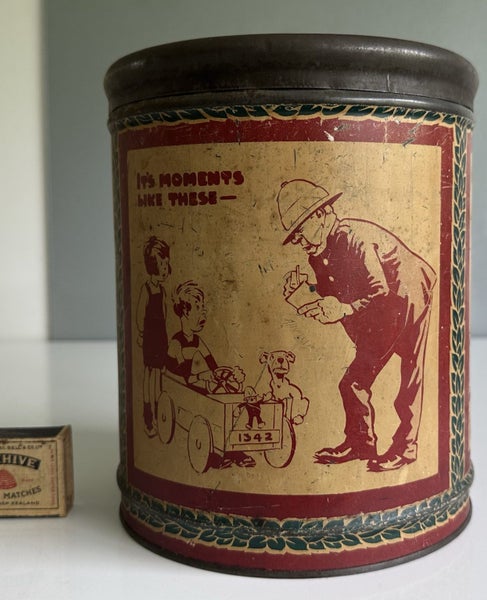 IT'S MOMENTS
LIKE THESE —
1342
HIVE
MATCHES